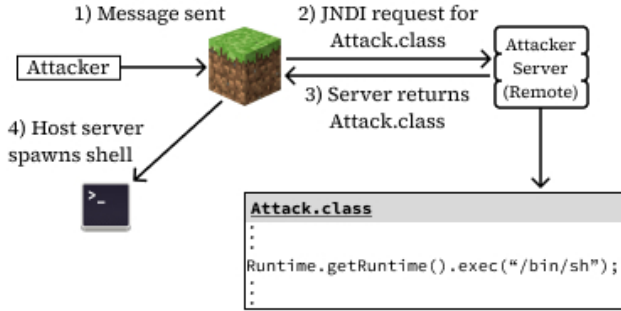 1) Message sent
2) JNDI request for
Attack.class
Attacker
Attacker
Server
(Remote)
3) Server returns
Attack.class
4) Host server
spawns shell
>_
Attack.class
:
:
Runtime.getRuntime().exec(“/bin/sh”);
:
: